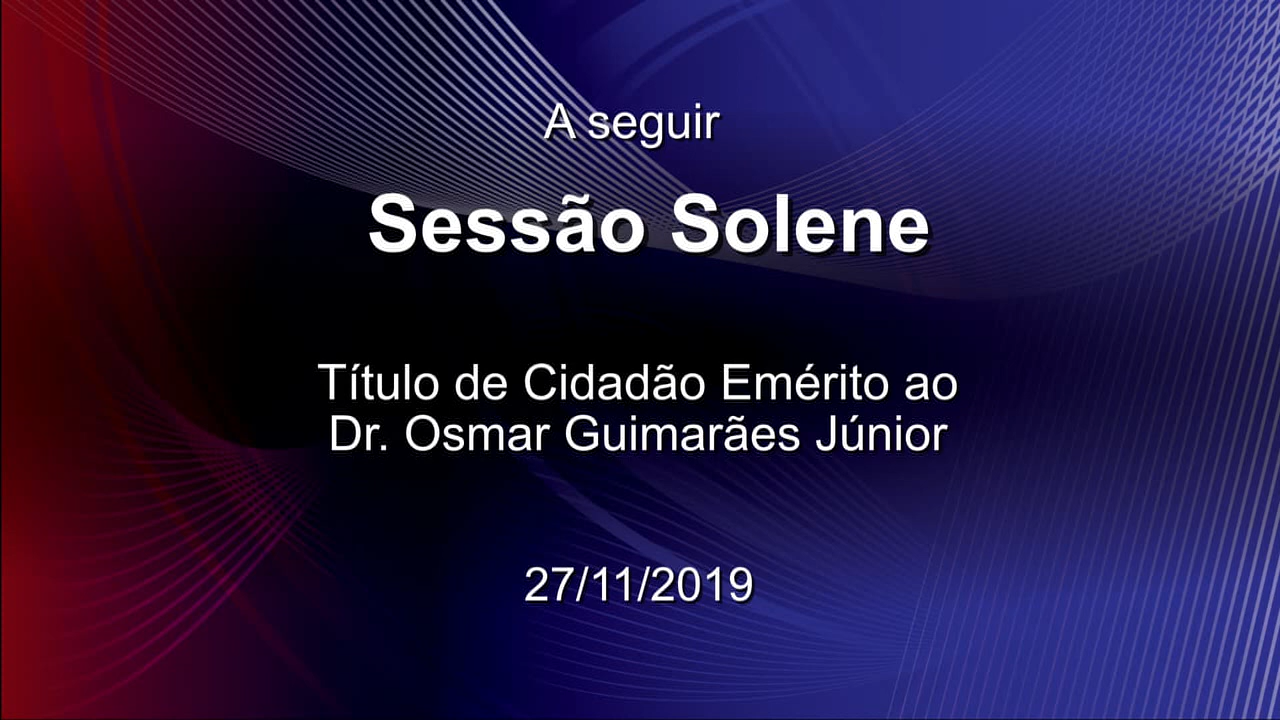 A seguir
Sessão Solene
Título de Cidadão Emérito ao
Dr. Osmar Guimarães Júnior
27/11/2019